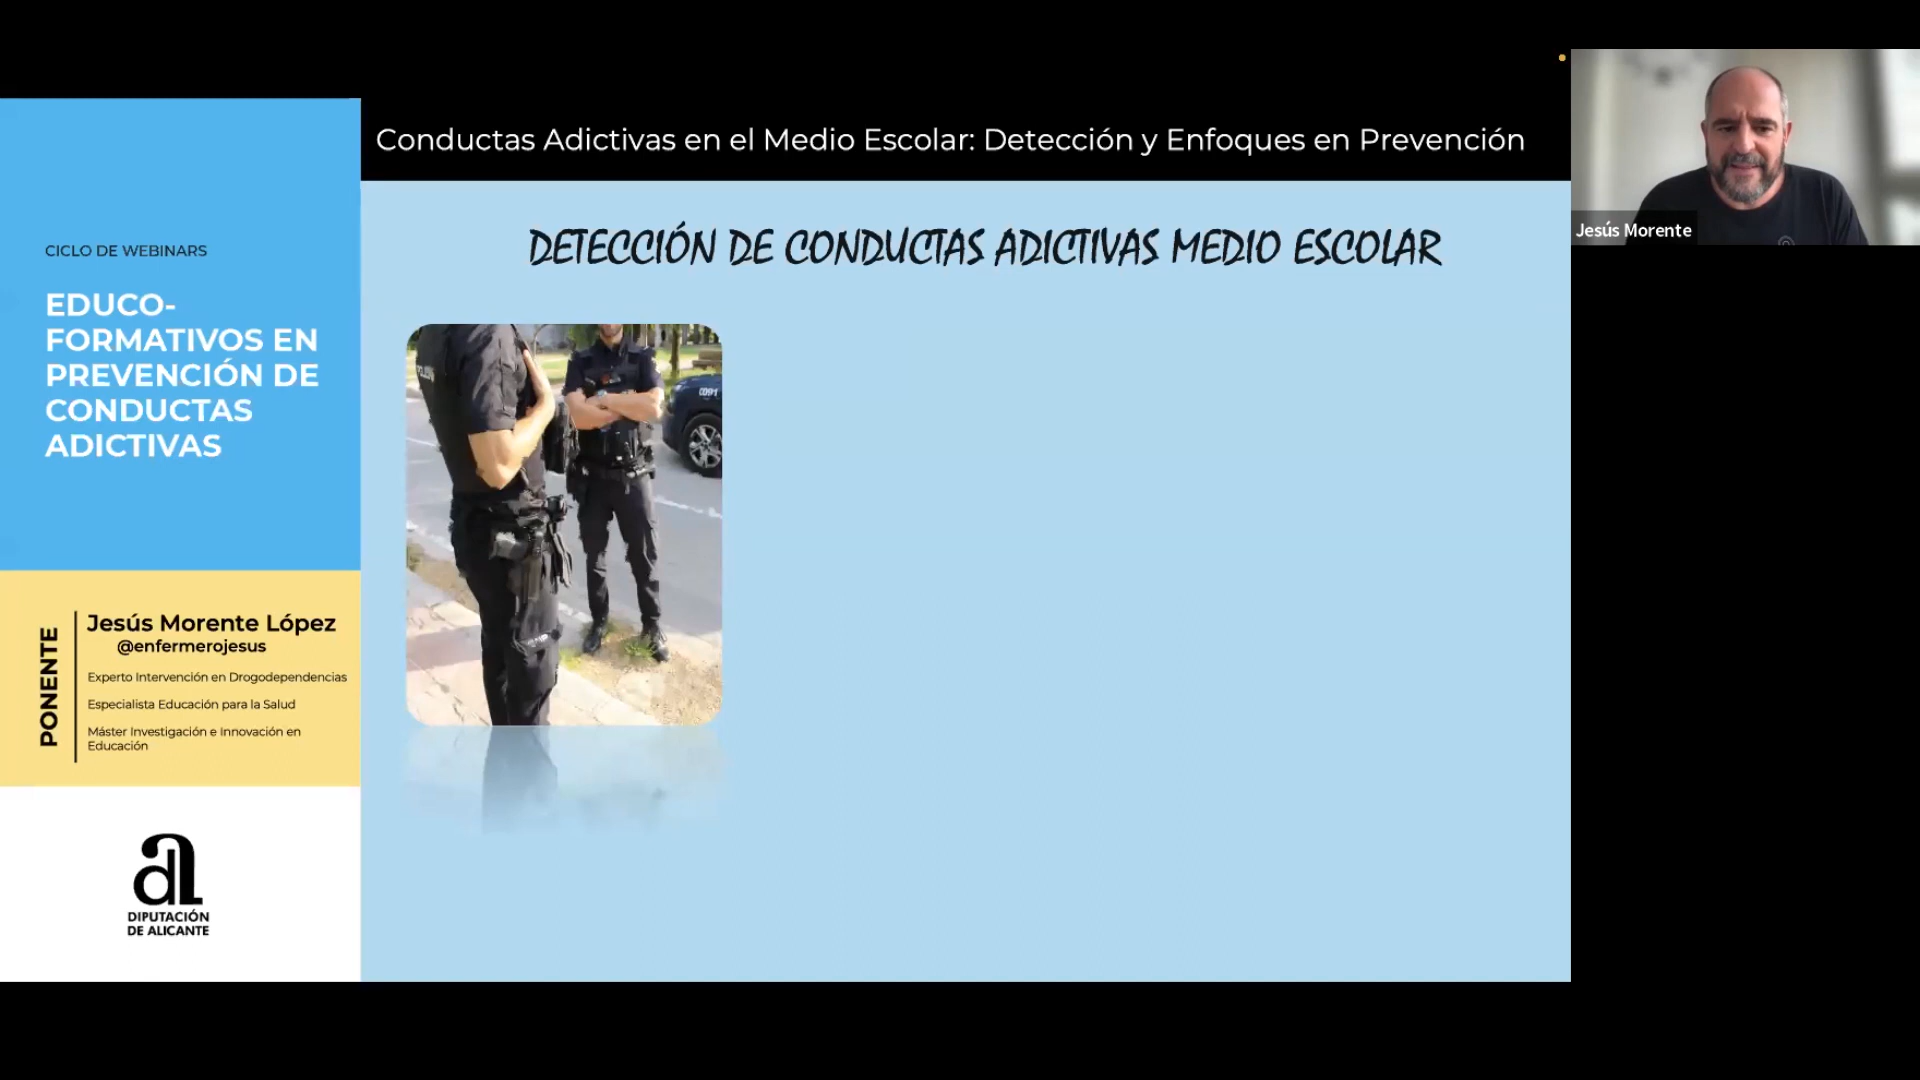 Conductas Adictivas en el Medio Escolar: Detección y Enfoques en Prevención
Jesús Morente
CICLO DE WEBINARS
EDUCO-
FORMATIVOS EN
PREVENCIÓN DE
CONDUCTAS
ADICTIVAS
DETECCIÓN DE CONDUCTAS ADICTIVAS MEDIO ESCOLAR
PONENTE
Jesús Morente López
@enfermerojesus
Experto Intervención en Drogodependencias
Especialista Educación para la Salud
Máster Investigación e Innovación en
Educación
DIPUTACIÓN
DE ALICANTE